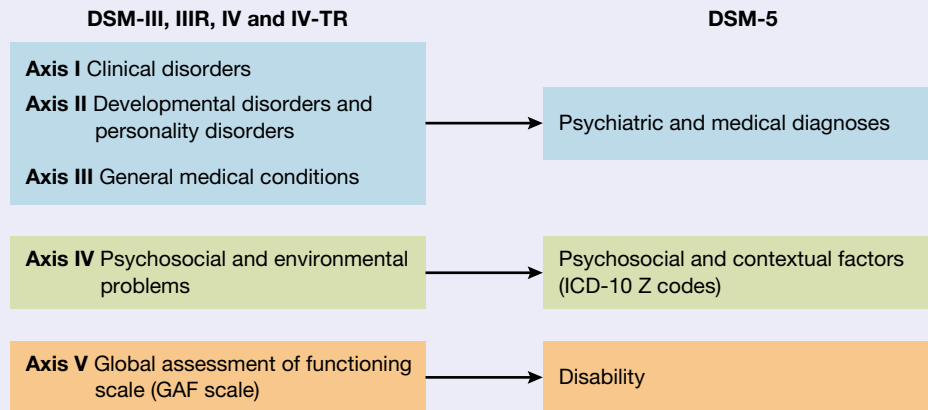 DSM-III, IIIR, IV and IV-TR
DSM-5
Axis I Clinical disorders
Axis II Developmental disorders and
personality disorders
Axis III General medical conditions
Psychiatric and medical diagnoses
Axis IV Psychosocial and environmental
problems
Psychosocial and contextual factors
(ICD-10 Z codes)
Axis V Global assessment of functioning
scale (GAF scale)
Disability